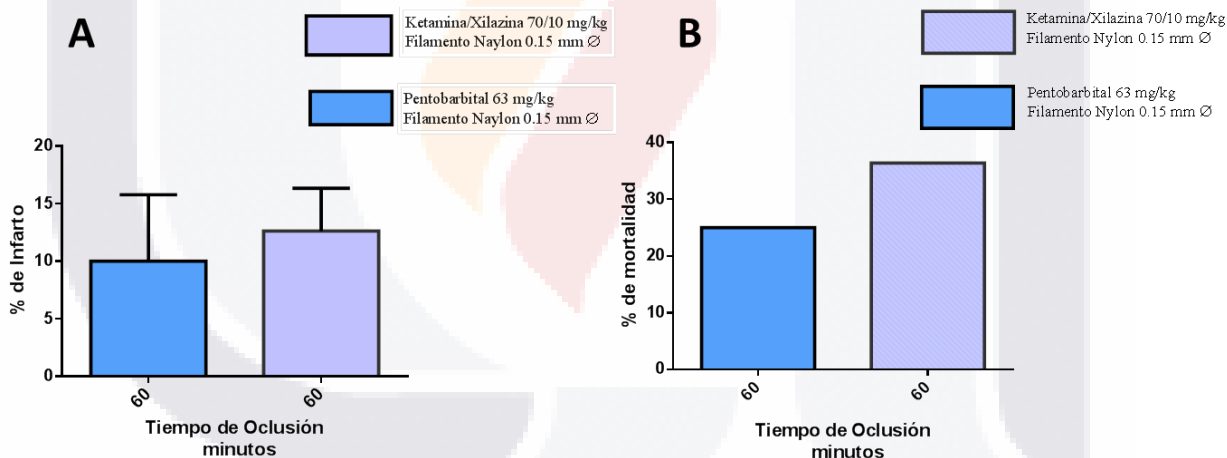 A
Ketamina/Xilazina 70/10 mg/kg
Filamento Naylon 0.15 mm Ø
Pentobarbital 63 mg/kg
Filamento Naylon 0.15 mm Ø
20
15
10
5
0
% de Infarto
60
60
Tiempo de Oclusión
minutos
B
Ketamina/Xilazina 70/10 mg/kg
Filamento Nylon 0.15 mm Ø
Pentobarbital 63 mg/kg
Filamento Nylon 0.15 mm Ø
40
30
20
10
0
% de mortalidad
60
60
Tiempo de Oclusión
minutos